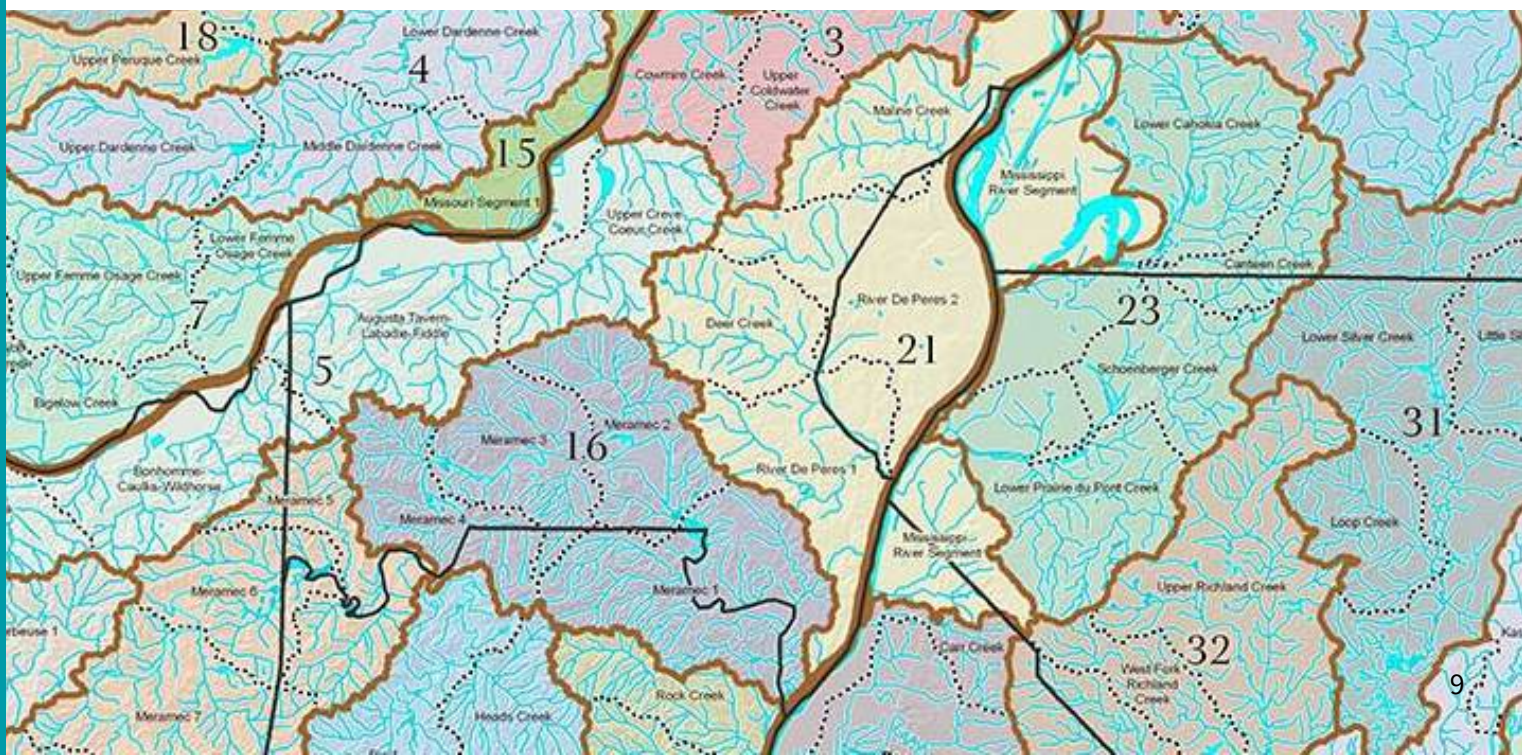 18
Upper Peruque Creek
Lower Dardenne Creek
4
3
Cowmire Creek
Upper
Coldwater
Creek
Maline Creek
Lower Cahokia Creek
Upper Dardenne Creek
Middle Dardenne Creek
15
Missouri Segment 1
Mississippi
River Segment
Upper Creve
Coeur Creek
Lower Femme
Osage Creek
Upper Femme Osage Creek
7
Canteen Creek
Augusta Tavern-
Labadie-Fiddle
Deer Creek
River De Peres 2
21
23
Lower Silver Creek
Schoenberger Creek
5
Bigelow Creek
31
Meramec 3
16
Meramec 2
Bonhomme-
Caulks-Wildhorse
River De Peres 1
Meramec 5
Lower Prairie du Pont Creek
Meramec 4
Loop Creek
Mississippi
River Segment
Meramec 6
Meramec 1
Upper Richland Creek
Carr Creek
32
West Fork
Richland
Creek
Rock Creek
9
Meramec 7
Heads Creek